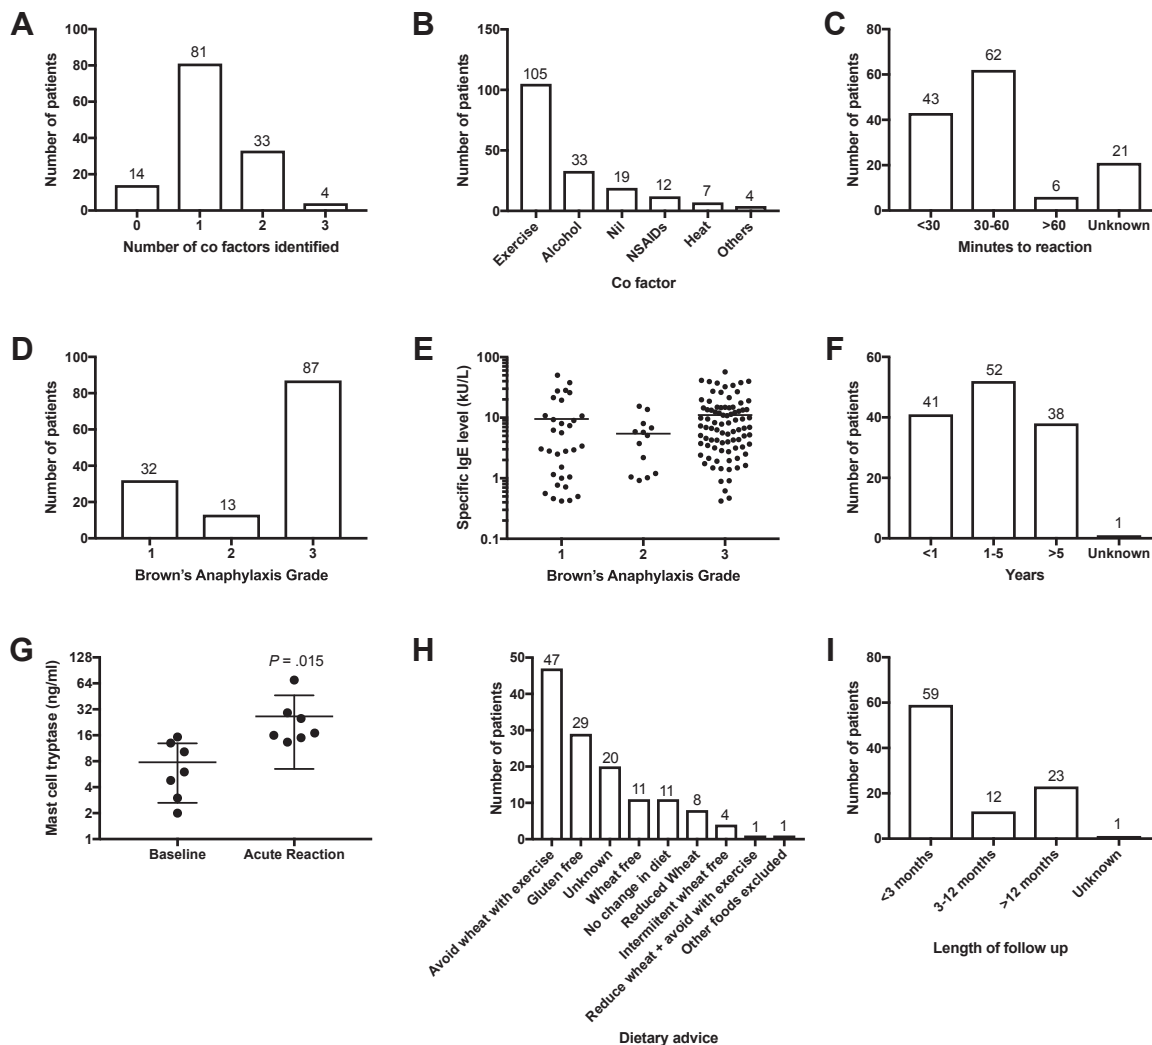 A
Number of patients
100
80
60
40
20
0
14
81
33
4
0 1 2 3
Number of co factors identified
B
Number of patients
150
100
50
0
105
33
19
12
7
4
Exercise
Alcohol
Nil
NSAIDs
Heat
Others
Co factor
C
Number of patients
80
60
40
20
0
43
62
6
21
<30 30-60 >60 Unknown
Minutes to reaction
D
Number of patients
100
80
60
40
20
0
32
13
87
1 2 3
Brown’s Anaphylaxis Grade
E
Specific IgE level (kU/L)
100
10
1
0.1
1 2 3
Brown’s Anaphylaxis Grade
F
Number of patients
60
40
20
0
41
52
38
1
<1 1-5 >5 Unknown
Years
G
Mast cell tryptase (ng/ml)
128
64
32
16
8
4
2
1
P = .015
Baseline Acute Reaction
H
Number of patients
50
40
30
20
10
0
47
29
20
11
11
8
4
1
1
Avoid wheat with exercise
Gluten free
Unknown
Wheat free
No change in diet
Reduced Wheat
Intermiitent wheat free
Reduce wheat + avoid with exercise
Other foods excluded
Dietary advice
I
Number of patients
80
60
40
20
0
59
12
23
1
<3 months
3-12 months
>12 months
Unknown
Length of follow up